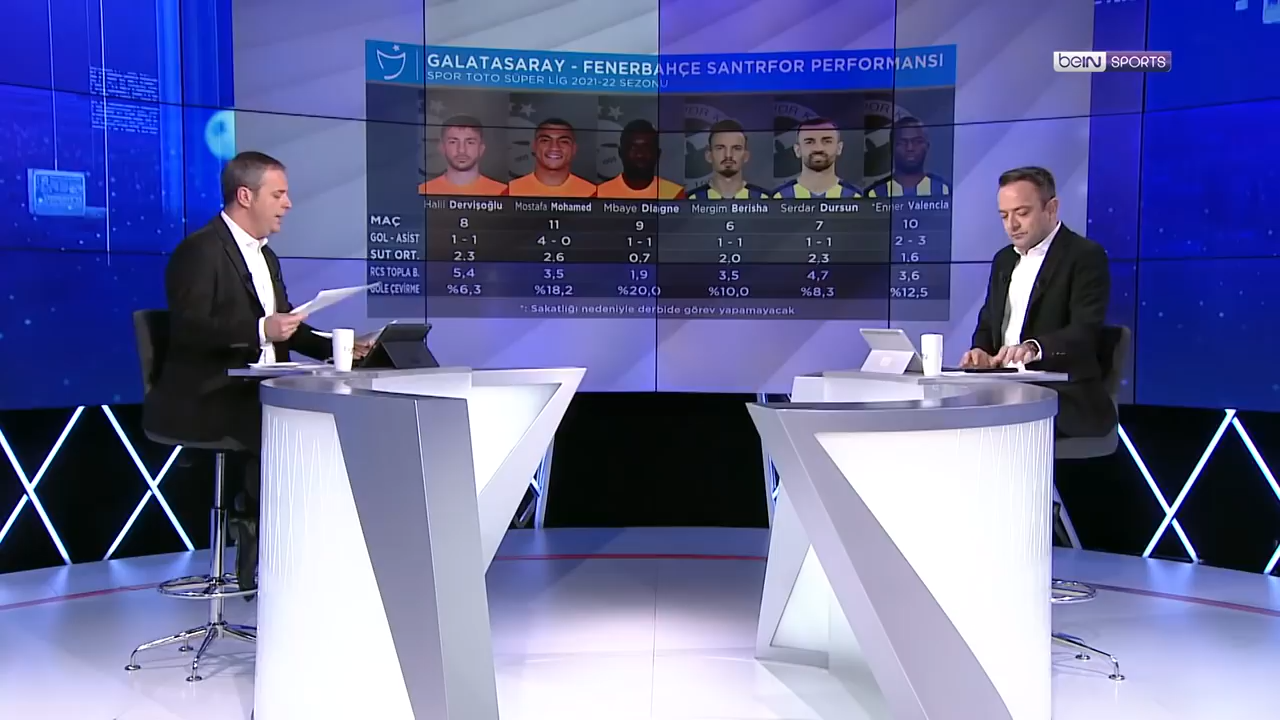 beIN SPORTS
GALATASARAY - FENERBAHÇE SANTRFOR PERFORMANSI
SPOR TOTO SÜPER LİG 2021-22 SEZONU
Halil Dervişoğlu Mostafa Mohamed Mbaye Diagne Mergim Berisha Serdar Dursun *Enner Valencia
MAÇ 8 11 9 6 7 10
GOL - ASİST 1 - 1 4 - 0 1 - 1 1 - 1 1 - 1 2 - 3
ŞUT ORT. 2.3 2,6 0,7 2,0 2,3 1,6
RCS TOPLA B. 5,4 3,5 1,9 3,5 4,7 3,6
GOLE ÇEVİRME %6,3 %18,2 %20,0 %10,0 %8,3 %12,5
*: Sakatlığı nedeniyle derbide görev yapamayacak